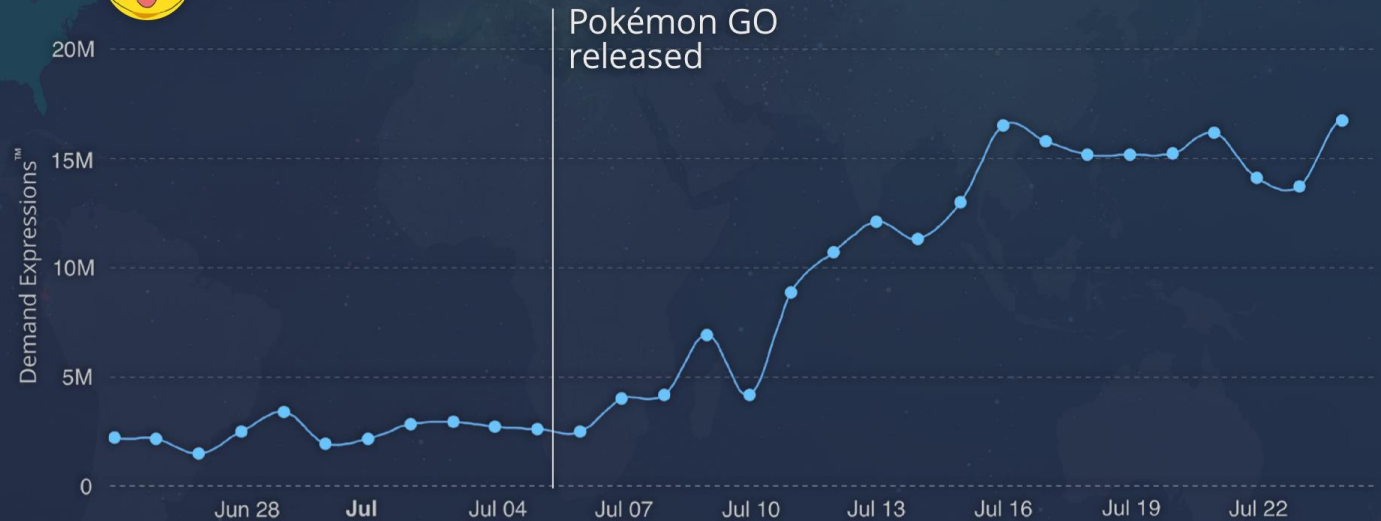 Pokémon GO
released
20M
15M
10M
5M
0
Demand Expressions™
Jun 28
Jul
Jul 04
Jul 07
Jul 10
Jul 13
Jul 16
Jul 19
Jul 22